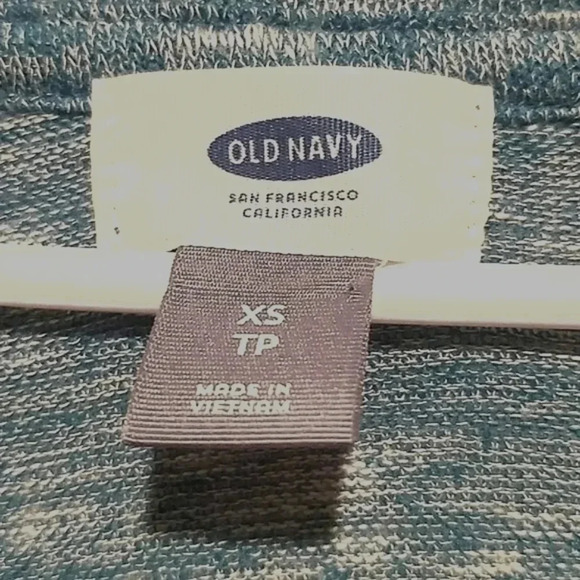 OLD NAVY
SAN FRANCISCO
CALIFORNIA
XS
TP
MADE IN
VIETNAM